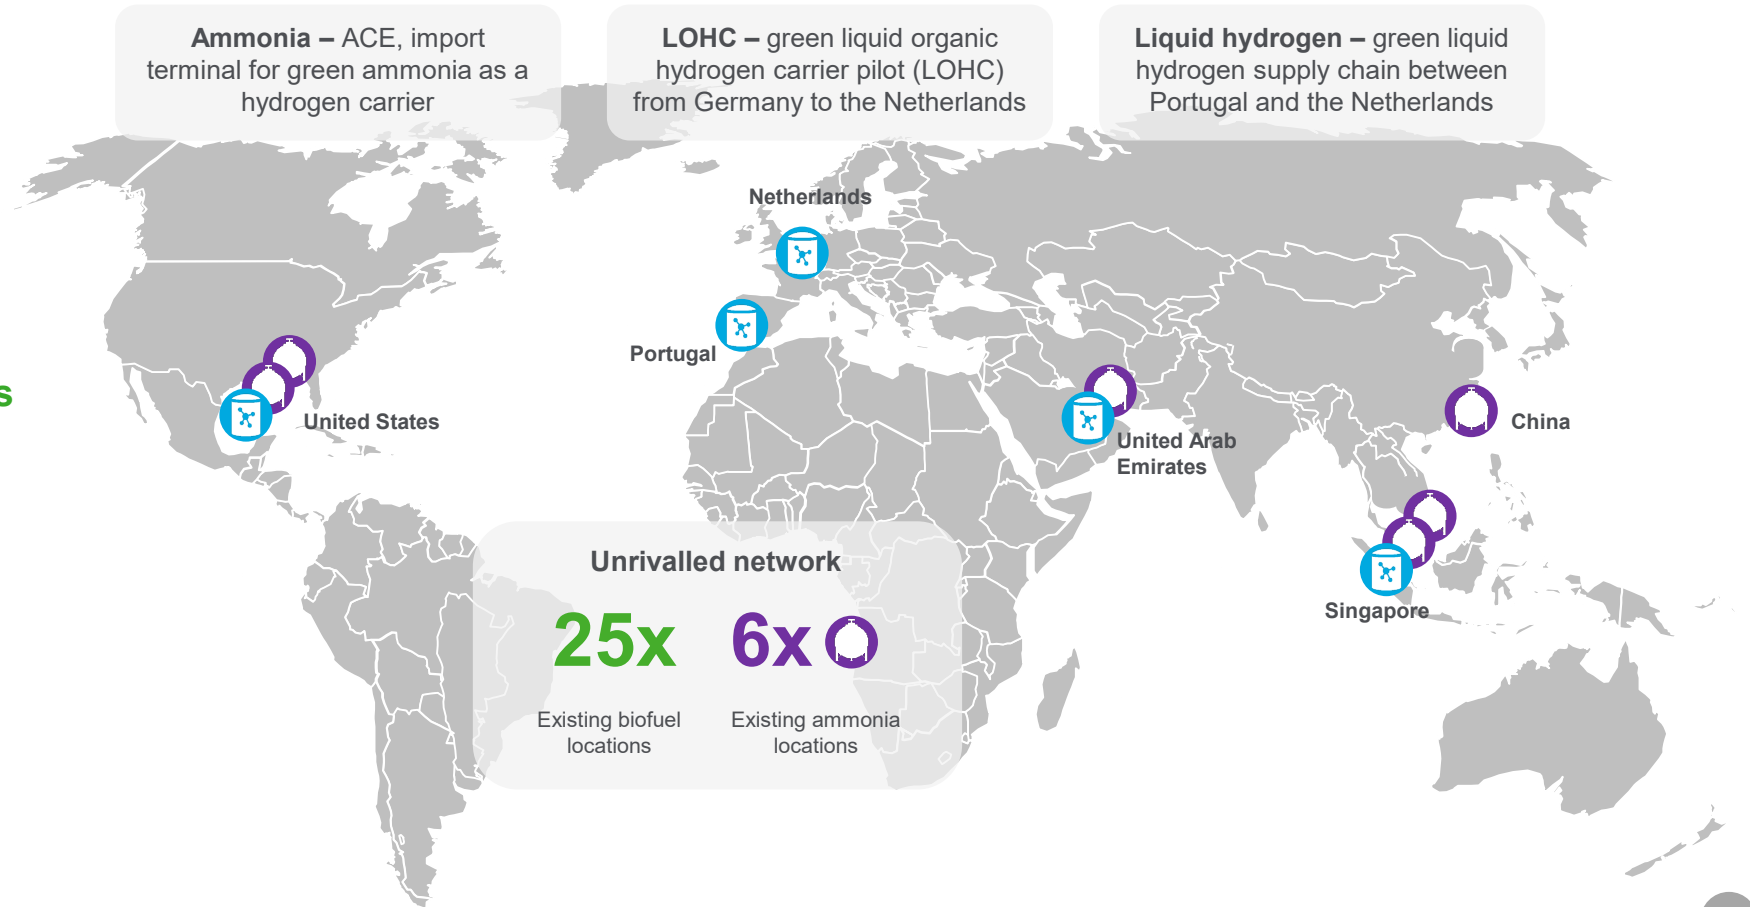 Ammonia – ACE, import
terminal for green ammonia as a
hydrogen carrier
LOHC – green liquid organic
hydrogen carrier pilot (LOHC)
from Germany to the Netherlands
Liquid hydrogen – green liquid
hydrogen supply chain between
Portugal and the Netherlands
Netherlands
Portugal
s
United States
United Arab
Emirates
China
Singapore
Unrivalled network
25x
6x
Existing biofuel
locations
Existing ammonia
locations